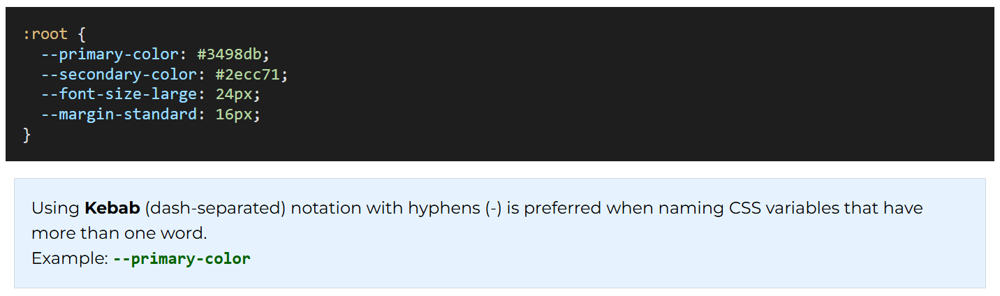 :root {
  --primary-color: #3498db;
  --secondary-color: #2ecc71;
  --font-size-large: 24px;
  --margin-standard: 16px;
}
Using Kebab (dash-separated) notation with hyphens (-) is preferred when naming CSS variables that have
more than one word.
Example: --primary-color